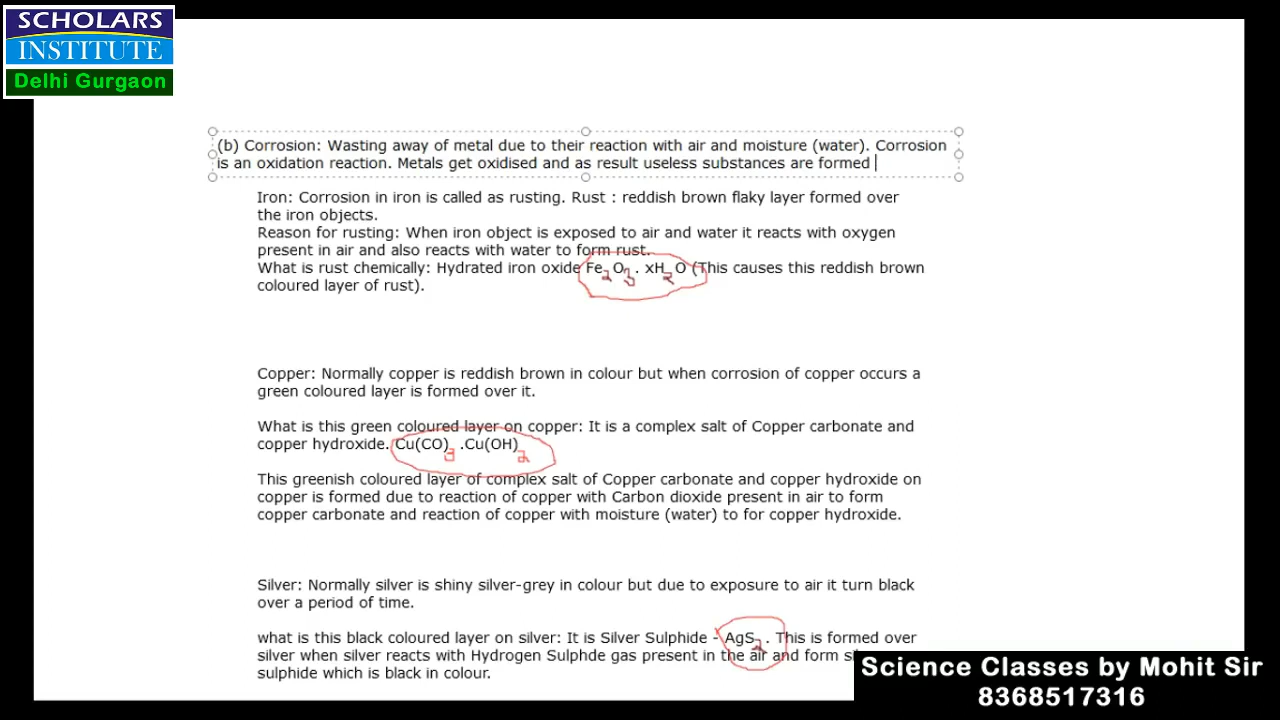 SCHOLARS
INSTITUTE
Delhi Gurgaon
(b) Corrosion: Wasting away of metal due to their reaction with air and moisture (water). Corrosion
is an oxidation reaction. Metals get oxidised and as result useless substances are formed
Iron: Corrosion in iron is called as rusting. Rust : reddish brown flaky layer formed over
the iron objects.
Reason for rusting: When iron object is exposed to air and water it reacts with oxygen
present in air and also reacts with water to form rust.
What is rust chemically: Hydrated iron oxide Fe2O3. xH2O (This causes this reddish brown
coloured layer of rust).
Copper: Normally copper is reddish brown in colour but when corrosion of copper occurs a
green coloured layer is formed over it.
What is this green coloured layer on copper: It is a complex salt of Copper carbonate and
copper hydroxide. Cu(CO)3 .Cu(OH)2
This greenish coloured layer of complex salt of Copper carbonate and copper hydroxide on
copper is formed due to reaction of copper with Carbon dioxide present in air to form
copper carbonate and reaction of copper with moisture (water) to for copper hydroxide.
Silver: Normally silver is shiny silver-grey in colour but due to exposure to air it turn black
over a period of time.
what is this black coloured layer on silver: It is Silver Sulphide - AgS2. This is formed over
silver when silver reacts with Hydrogen Sulphde gas present in the air and form
sulphide which is black in colour.
Science Classes by Mohit Sir
8368517316